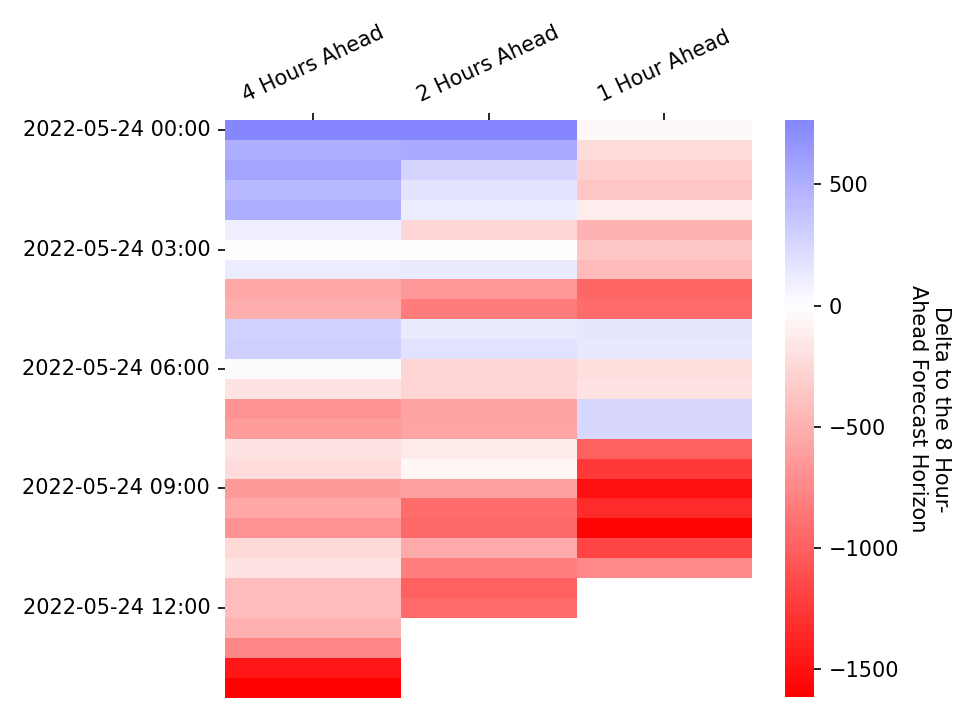 4 Hours Ahead
2 Hours Ahead
1 Hour Ahead
2022-05-24 00:00
2022-05-24 03:00
2022-05-24 06:00
2022-05-24 09:00
2022-05-24 12:00
500
0
−500
−1000
−1500
Delta to the 8 Hour-
Ahead Forecast Horizon